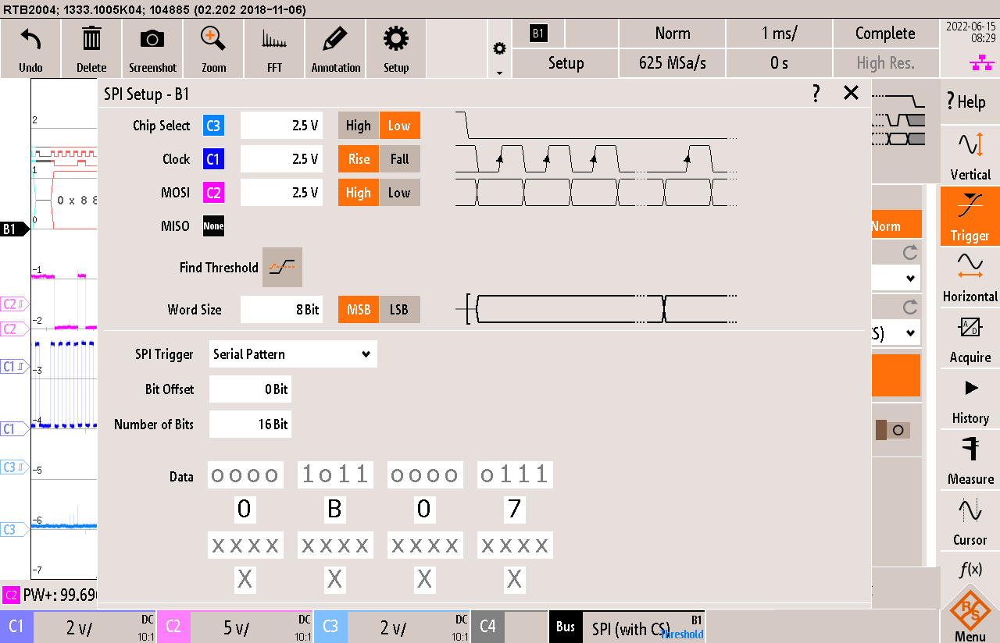 RTB2004; 1333.1005K04; 104885 (02.202 2018-11-06)
Undo
Delete
Screenshot
Zoom
FFT
Annotation
Setup
B1
Setup
Norm
625 MSa/s
1 ms/
0 s
Complete
High Res.
2022-06-15
08:29
SPI Setup - B1
?
Chip Select C3 2.5 V High Low
Clock C1 2.5 V Rise Fall
MOSI C2 2.5 V High Low
MISO None
Find Threshold
Word Size 8 Bit MSB LSB
SPI Trigger Serial Pattern
Bit Offset 0 Bit
Number of Bits 16 Bit
Data 0000 1011 0000 0111
0 B 0 7
XXXX XXXX XXXX XXXX
X X X X
2
1
0 x 8 8
0
B1
-1
C2
-2
C2
C1
-3
-4
C1
C3
-5
-6
C3
-7
C2 PW+: 99.69
Norm
CS)
? Help
Vertical
Trigger
Horizontal
A
D
Acquire
History
Measure
Cursor
f(x)
R/S
Menu
C1 2 V/ DC 10:1
C2 5 V/ DC 10:1
C3 2 V/ DC 10:1
C4
Bus SPI (with CS) B1
Threshold